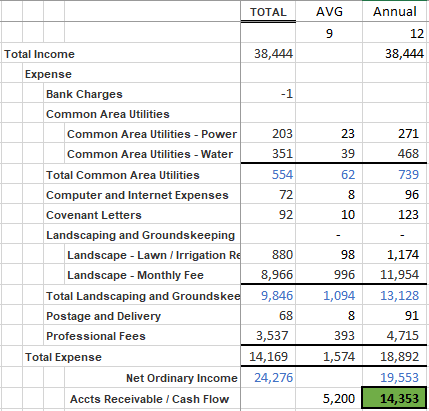 TOTAL AVG Annual
9 12
Total Income 38,444 38,444
Expense
Bank Charges -1
Common Area Utilities
Common Area Utilities - Power 203 23 271
Common Area Utilities - Water 351 39 468
Total Common Area Utilities 554 62 739
Computer and Internet Expenses 72 8 96
Covenant Letters 92 10 123
Landscaping and Groundskeeping - -
Landscape - Lawn / Irrigation Re 880 98 1,174
Landscape - Monthly Fee 8,966 996 11,954
Total Landscaping and Groundskee 9,846 1,094 13,128
Postage and Delivery 68 8 91
Professional Fees 3,537 393 4,715
Total Expense 14,169 1,574 18,892
Net Ordinary Income 24,276 19,553
Accts Receivable / Cash Flow 5,200 14,353